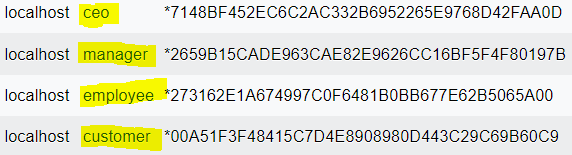 localhost ceo *7148BF452EC6C2AC332B6952265E9768D42FAA0D
localhost manager *2659B15CADE963CAE82E9626CC16BF5F4F80197B
localhost employee *273162E1A674997C0F6481B0BB677E62B5065A00
localhost customer *00A51F3F48415C7D4E8908980D443C29C69B60C9